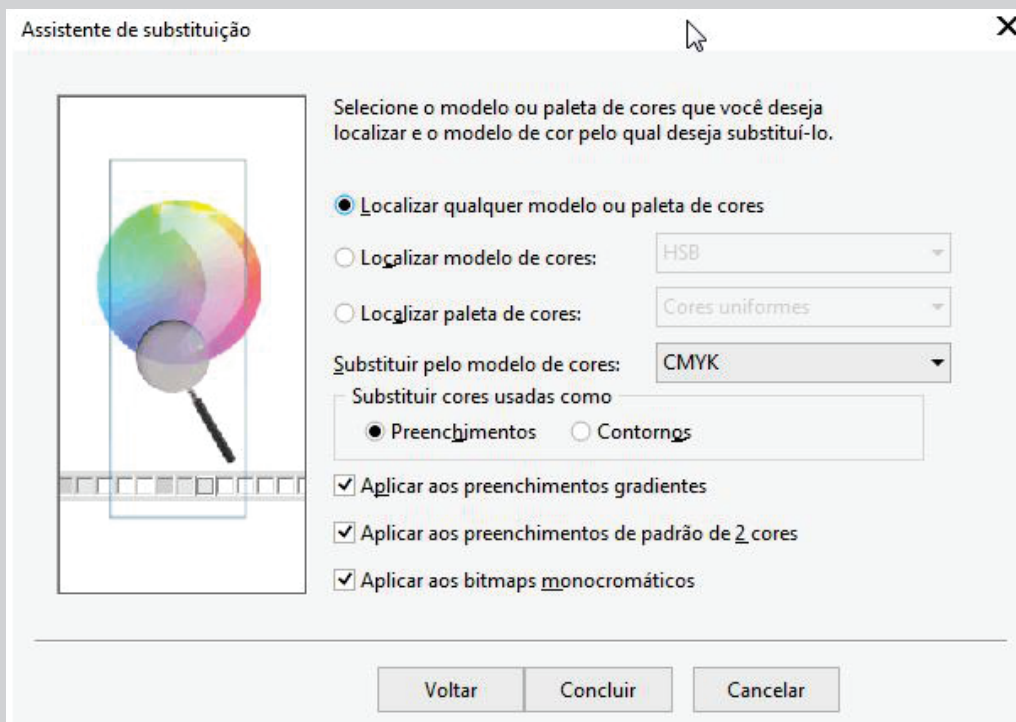 Assistente de substituição
Selecione o modelo ou paleta de cores que você deseja
localizar e o modelo de cor pelo qual deseja substituí-lo.
Localizar qualquer modelo ou paleta de cores
Localizar modelo de cores: HSB
Localizar paleta de cores: Cores uniformes
Substituir pelo modelo de cores: CMYK
Substituir cores usadas como
Preenchimentos Contornos
Aplicar aos preenchimentos gradientes
Aplicar aos preenchimentos de padrão de 2 cores
Aplicar aos bitmaps monocromáticos
Voltar Concluir Cancelar